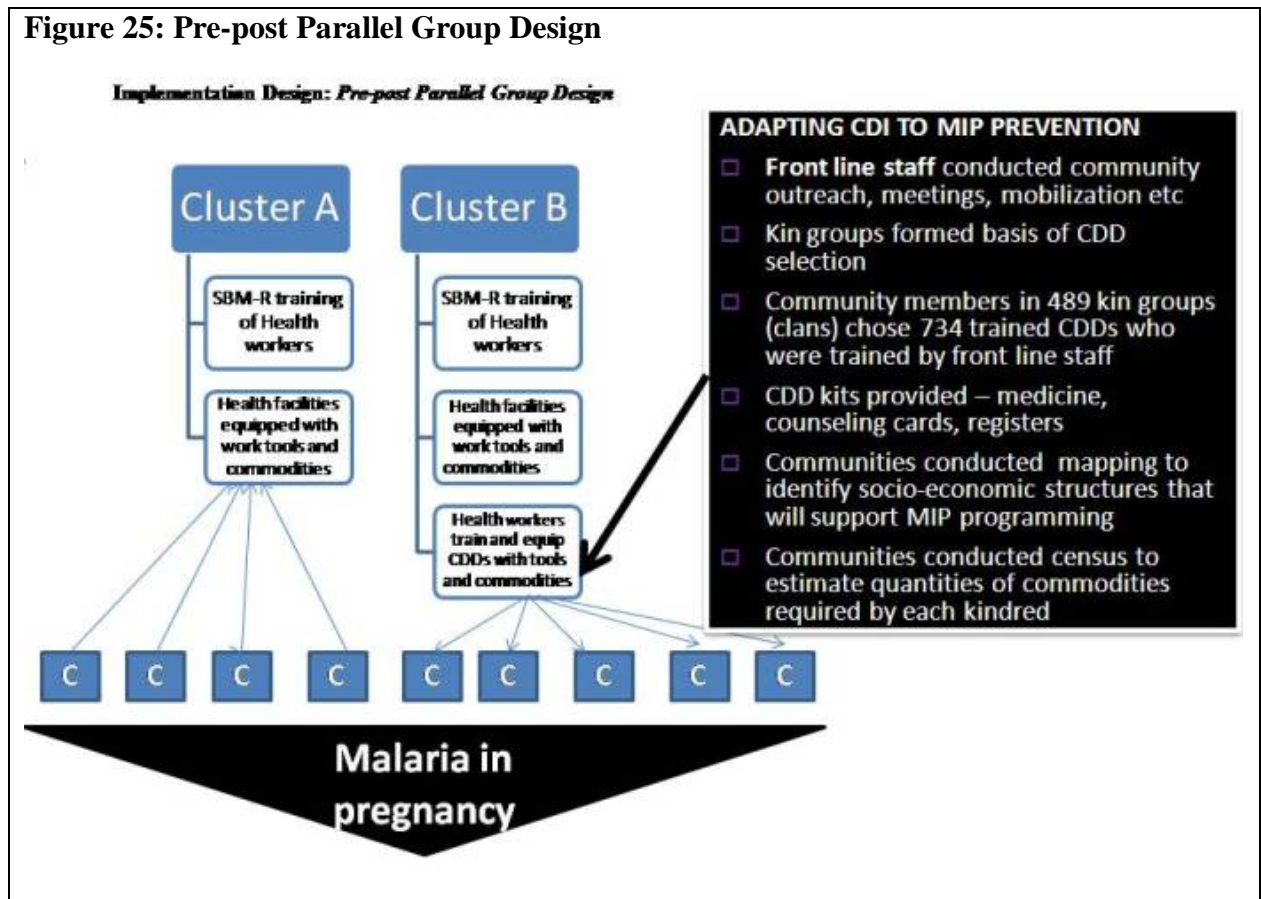 Figure 25: Pre-post Parallel Group Design
Implementation Design: Pre-post Parallel Group Design
Cluster A
SBM-R training
of Health
workers
Health facilities
equipped with
work tools and
commodities
Cluster B
SBM-R training
of Health
workers
Health facilities
equipped with
work tools and
commodities
Health workers
train and equip
CDDs with tools
and commodities
ADAPTING CDI TO MIP PREVENTION
Front line staff conducted community
outreach, meetings, mobilization etc
Kin groups formed basis of CDD
selection
Community members in 489 kin groups
(clans) chose 734 trained CDDs who
were trained by front line staff
CDD kits provided – medicine,
counseling cards, registers
Communities conducted mapping to
identify socio-economic structures that
will support MIP programming
Communities conducted census to
estimate quantities of commodities
required by each kindred
C C C C C C C C C
Malaria in
pregnancy